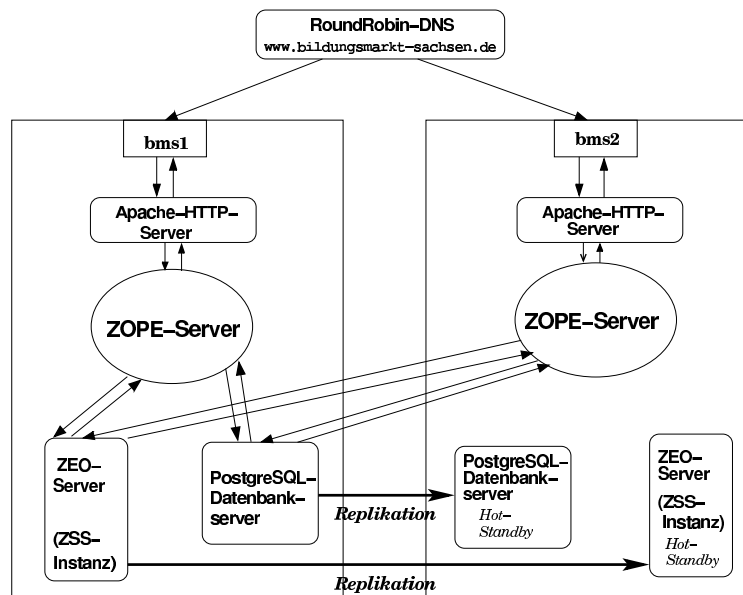 RoundRobin–DNS
www.bildungsmarkt–sachsen.de
bms1
bms2
Apache–HTTP–
Server
Apache–HTTP–
Server
ZOPE–Server
ZOPE–Server
ZEO–
Server
(ZSS–
Instanz)
PostgreSQL–
Datenbank–
server
Replikation
PostgreSQL–
Datenbank–
server
Hot–
Standby
ZEO–
Server
(ZSS–
Instanz)
Hot–
Standby
Replikation